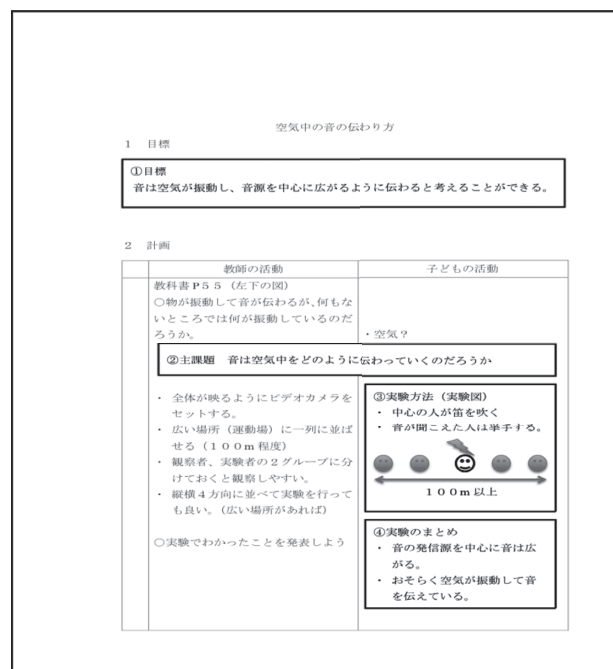 空気中の音の伝わり方
1 目標
①目標
音は空気が振動し、音源を中心に広がるように伝わると考えることができる。
2 計画
教師の活動
子どもの活動
教科書P55（左下の図）
○物が振動して音が伝わるが、何もな
いところでは何が振動しているのだ
ろうか。
・空気？
②主課題 音は空気中をどのように伝わっていくのだろうか
・ 全体が映るようにビデオカメラを
セットする。
・ 広い場所（運動場）に一列に並ば
せる（100m程度）
・ 観察者、実験者の2グループに分
けておくと観察しやすい。
・ 縦横4方向に並べて実験を行って
も良い。（広い場所があれば）
○実験でわかったことを発表しよう
③実験方法（実験図）
・ 中心の人が笛を吹く
・ 音が聞こえた人は挙手する。
100m以上
④実験のまとめ
・ 音の発信源を中心に音は広
がる。
・ おそらく空気が振動して音
を伝えている。